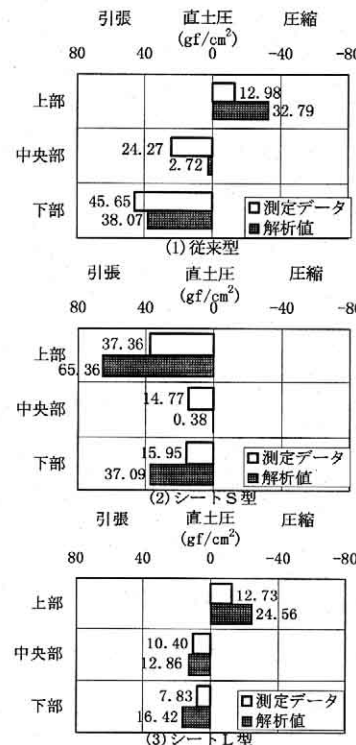 引張 直土圧 圧縮
(gf/cm²)
80 40 0 -40 -80
上部 12.98
32.79
中央部 24.27
2.72
下部 45.65 測定データ
38.07 解析値
(1)従来型
引張 直土圧 圧縮
(gf/cm²)
80 40 0 -40 -80
上部 37.36
65.36
中央部 14.77
0.38
下部 15.95 測定データ
37.09 解析値
(2)シートS型
引張 直土圧 圧縮
(gf/cm²)
80 40 0 -40 -80
上部 12.73
24.56
中央部 10.40
12.86
下部 7.83 測定データ
16.42 解析値
(3)シートL型